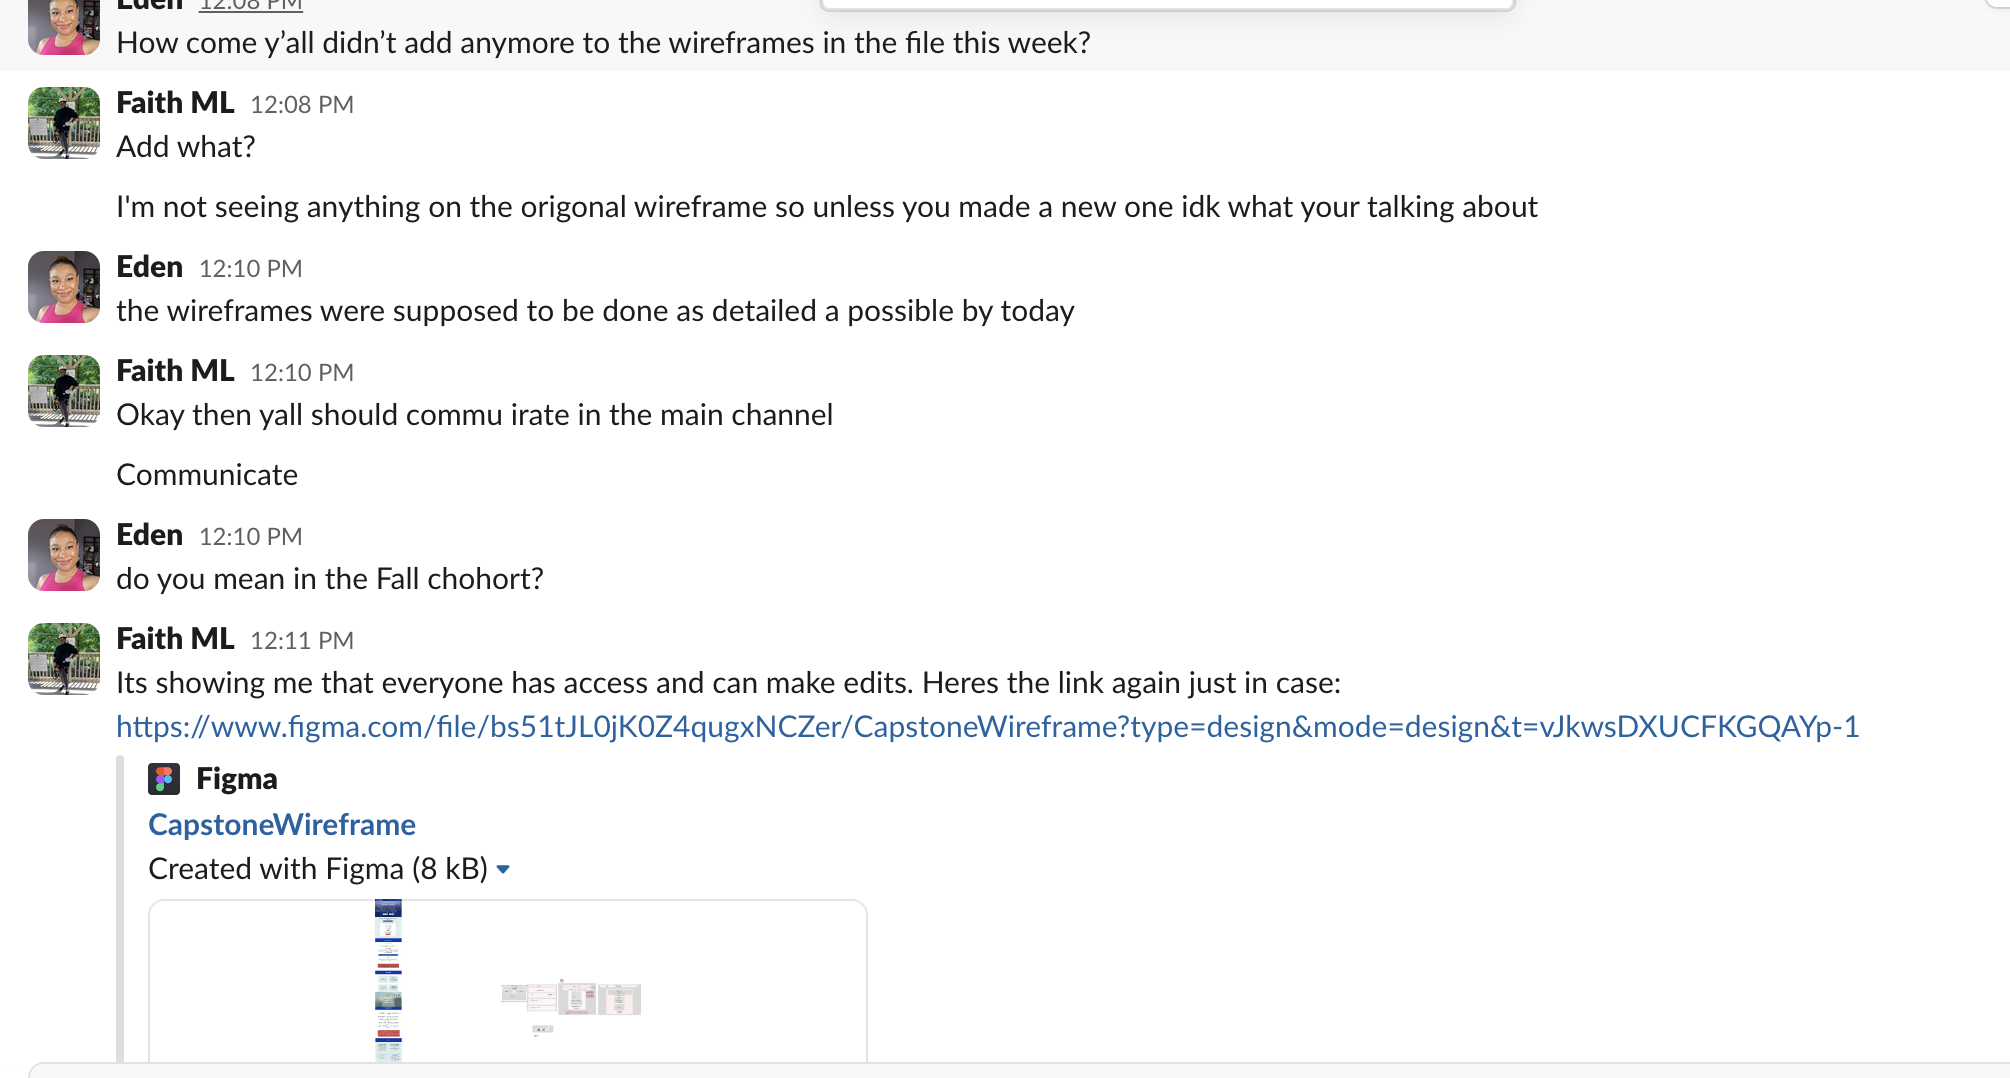 Eden 12:08 PM
How come y’all didn’t add anymore to the wireframes in the file this week?
Faith ML 12:08 PM
Add what?
I'm not seeing anything on the origonal wireframe so unless you made a new one idk what your talking about
Eden 12:10 PM
the wireframes were supposed to be done as detailed a possible by today
Faith ML 12:10 PM
Okay then yall should commu irate in the main channel
Communicate
Eden 12:10 PM
do you mean in the Fall chohort?
Faith ML 12:11 PM
Its showing me that everyone has access and can make edits. Heres the link again just in case:
https://www.figma.com/file/bs51tJL0jK0Z4qugxNCZer/CapstoneWireframe?type=design&mode=design&t=vJkwsDXUCFKGQAYp-1
Figma
CapstoneWireframe
Created with Figma (8 kB)